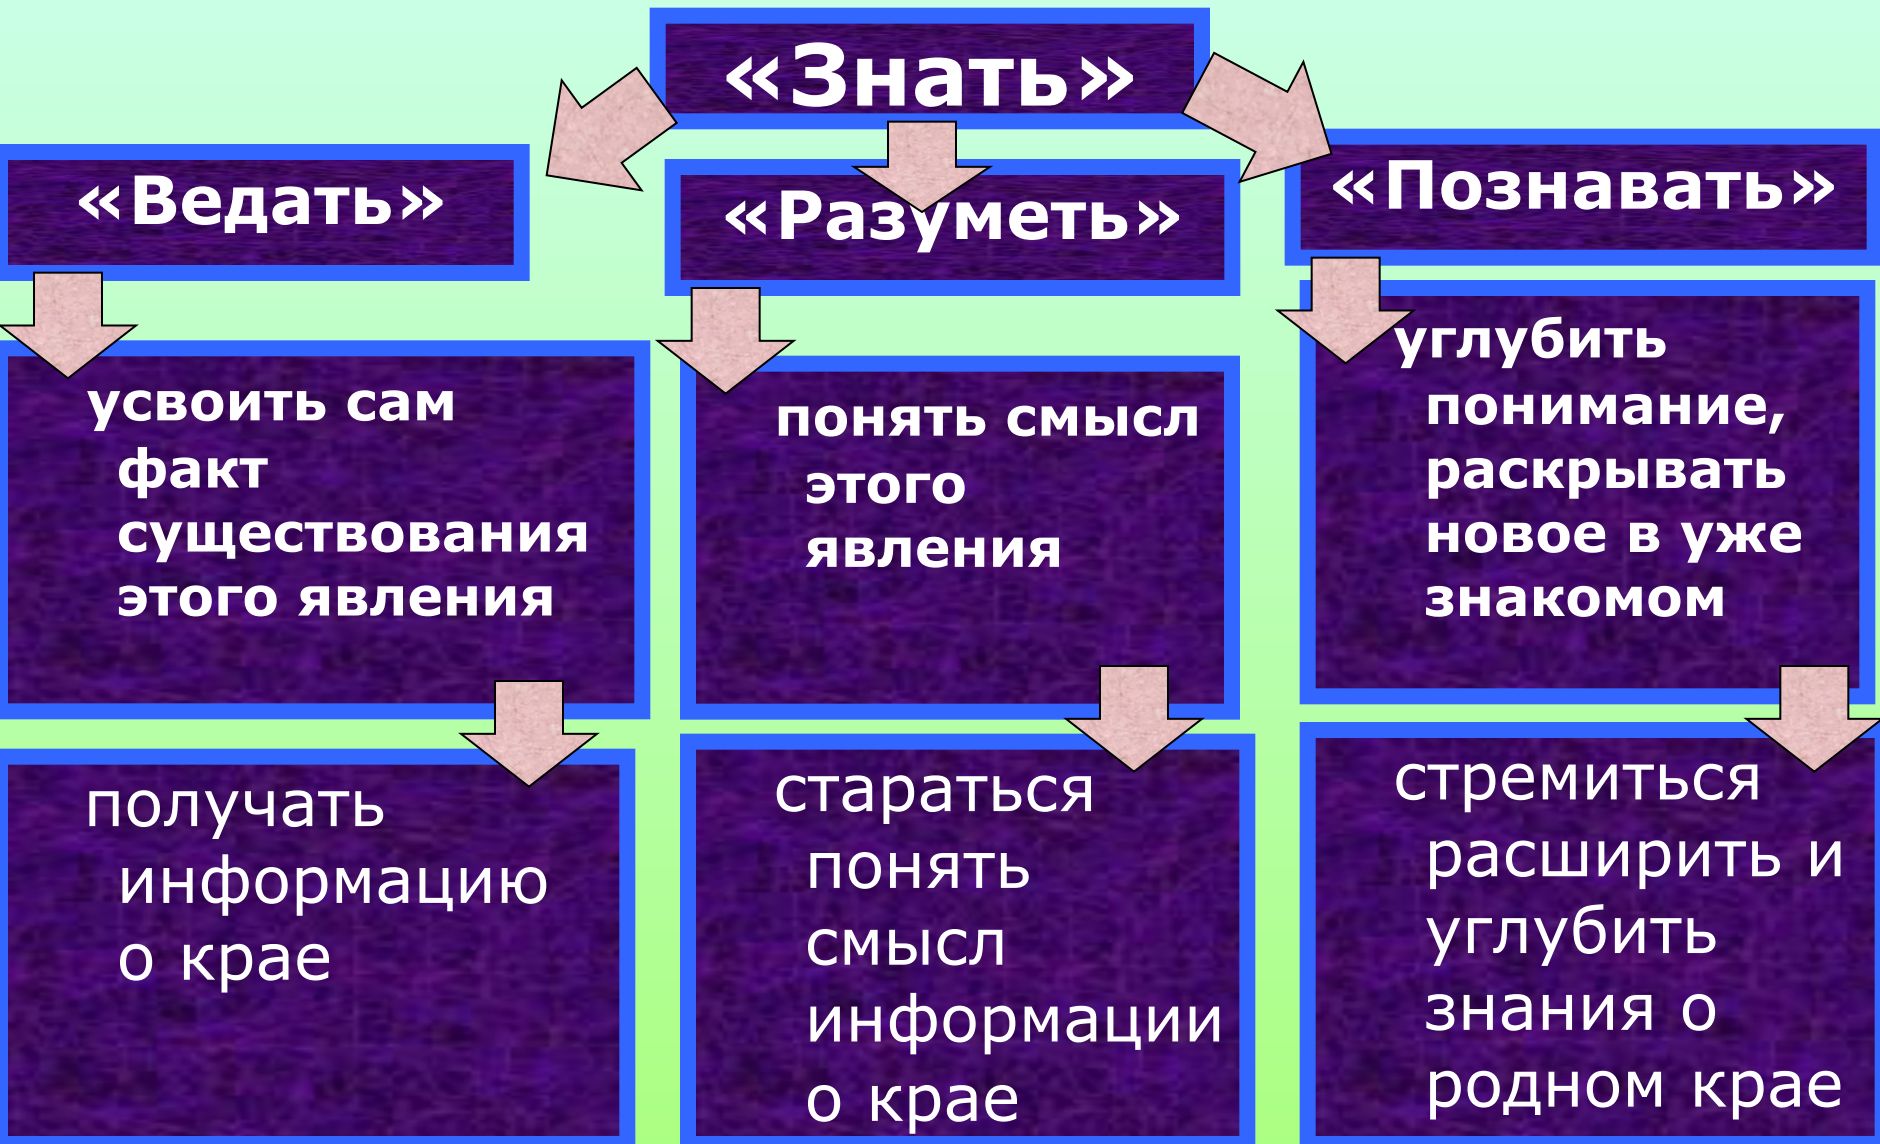 «Знать»
«Ведать»
«Разуметь»
«Познавать»
усвоить сам
факт
существования
этого явления
понять смысл
этого
явления
углубить
понимание,
раскрывать
новое в уже
знакомом
получать
информацию
о крае
стараться
понять
смысл
информации
о крае
стремиться
расширить и
углубить
знания о
родном крае